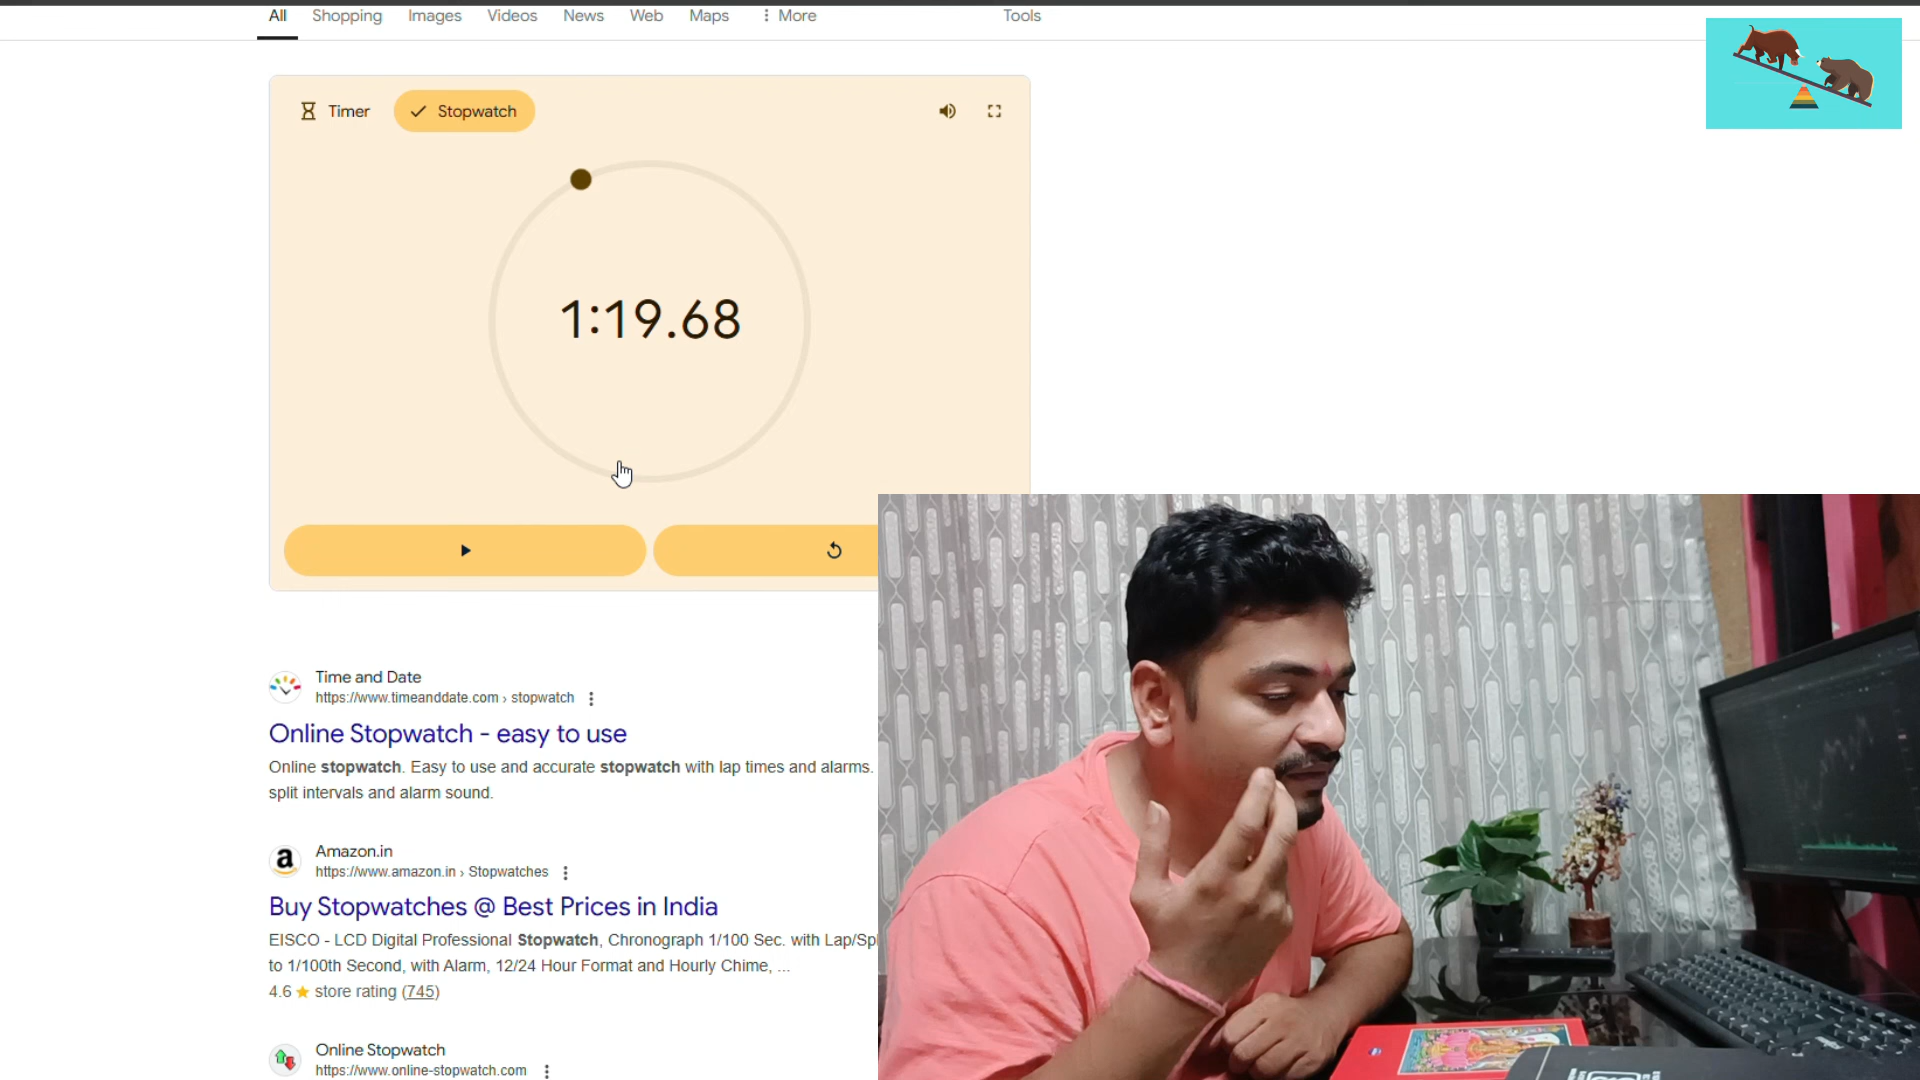 All Shopping Images Videos News Web Maps More Tools
Timer Stopwatch
1:19.68
Time and Date
https://www.timeanddate.com › stopwatch
Online Stopwatch - easy to use
Online stopwatch. Easy to use and accurate stopwatch with lap times and alarms.
split intervals and alarm sound.
Amazon.in
https://www.amazon.in › Stopwatches
Buy Stopwatches @ Best Prices in India
EISCO - LCD Digital Professional Stopwatch, Chronograph 1/100 Sec. with Lap/Spl
to 1/100th Second, with Alarm, 12/24 Hour Format and Hourly Chime, ...
4.6 store rating (745)
Online Stopwatch
https://www.online-stopwatch.com